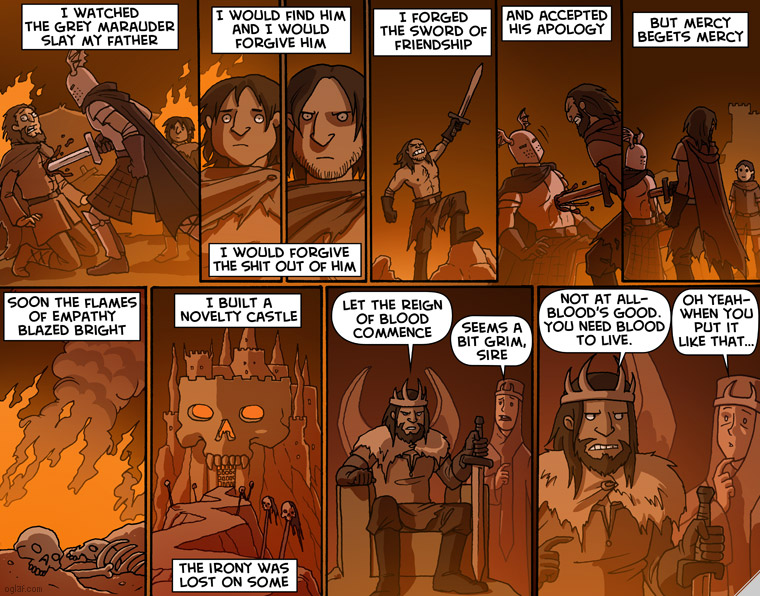 I WATCHED
THE GREY MARAUDER
SLAY MY FATHER
I WOULD FIND HIM
AND I WOULD
FORGIVE HIM
I WOULD FORGIVE
THE SHIT OUT OF HIM
I FORGED
THE SWORD OF
FRIENDSHIP
AND ACCEPTED
HIS APOLOGY
BUT MERCY
BEGETS MERCY
SOON THE FLAMES
OF EMPATHY
BLAZED BRIGHT
I BUILT A
NOVELTY CASTLE
THE IRONY WAS
LOST ON SOME
LET THE REIGN
OF BLOOD
COMMENCE
SEEMS A
BIT GRIM,
SIRE
NOT AT ALL-
BLOOD'S GOOD.
YOU NEED BLOOD
TO LIVE.
OH YEAH-
WHEN YOU
PUT IT
LIKE THAT...
oglaf.com